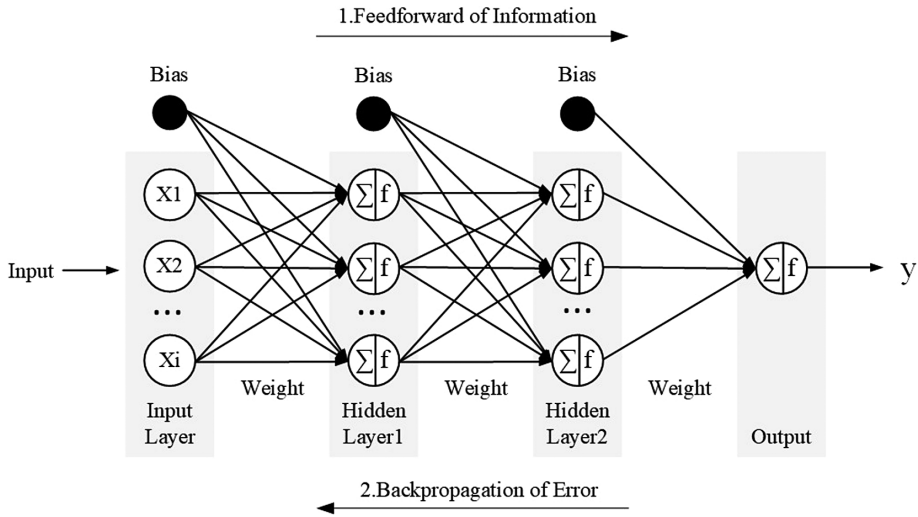 1.Feedforward of Information
Bias
Bias
Bias
X1
∑ f
∑ f
Input
X2
∑ f
∑ f
∑ f
y
...
...
...
Xi
∑ f
∑ f
Weight
Weight
Weight
Input
Layer
Hidden
Layer1
Hidden
Layer2
Output
2.Backpropagation of Error